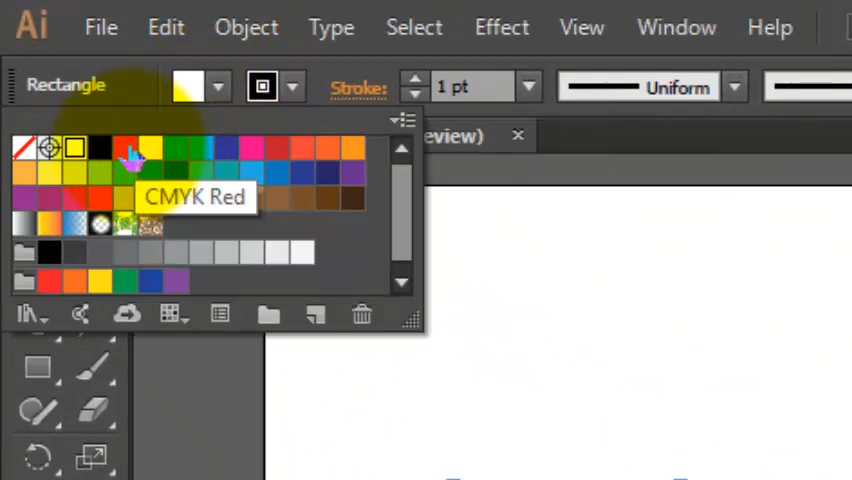 Ai File Edit Object Type Select Effect View Window Help
Rectangle Stroke: 1 pt Uniform
eview)
CMYK Red